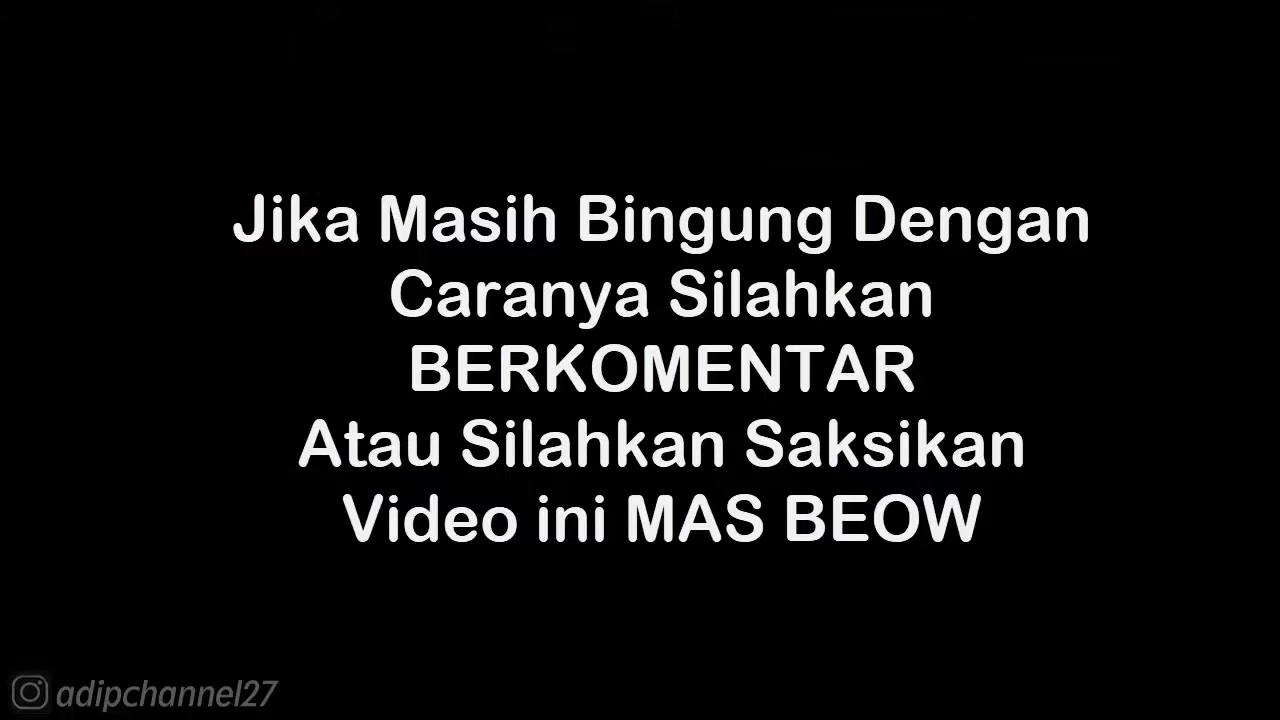 Jika Masih Bingung Dengan
Caranya Silahkan
BERKOMENTAR
Atau Silahkan Saksikan
Video ini MAS BEOW
adipchannel27